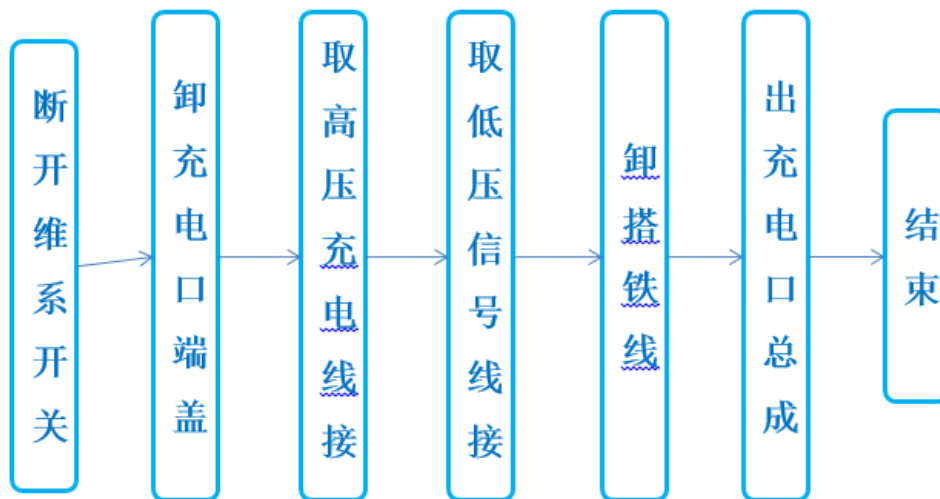 断开维系开关
卸充电口端盖
取高压充电线接
取低压信号线接
卸搭铁线
出充电口总成
结束